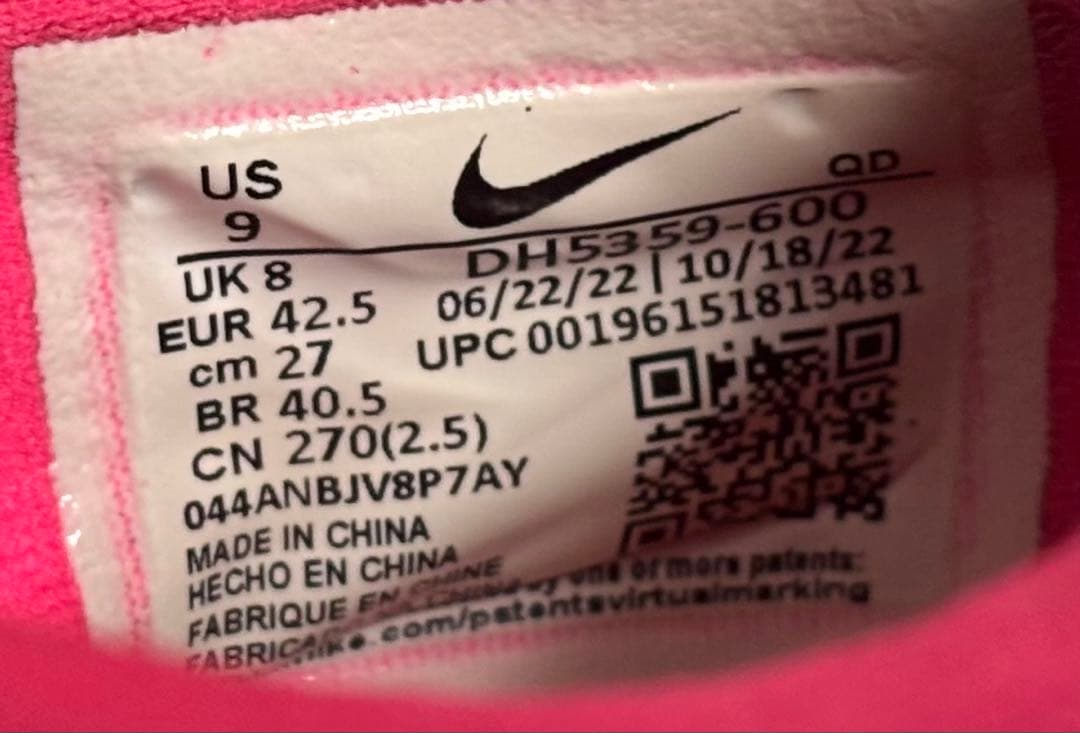 US
9
QD
UK 8
DH5359-600
EUR 42.5
06/22/22 | 10/18/22
cm 27
UPC 00196151813481
BR 40.5
CN 270(2.5)
044ANBJV8P7AY
MADE IN CHINA
HECHO EN CHINA
FABRIQUE EN CHINE
by one or more patents:
.com/patentsvirtualmarking